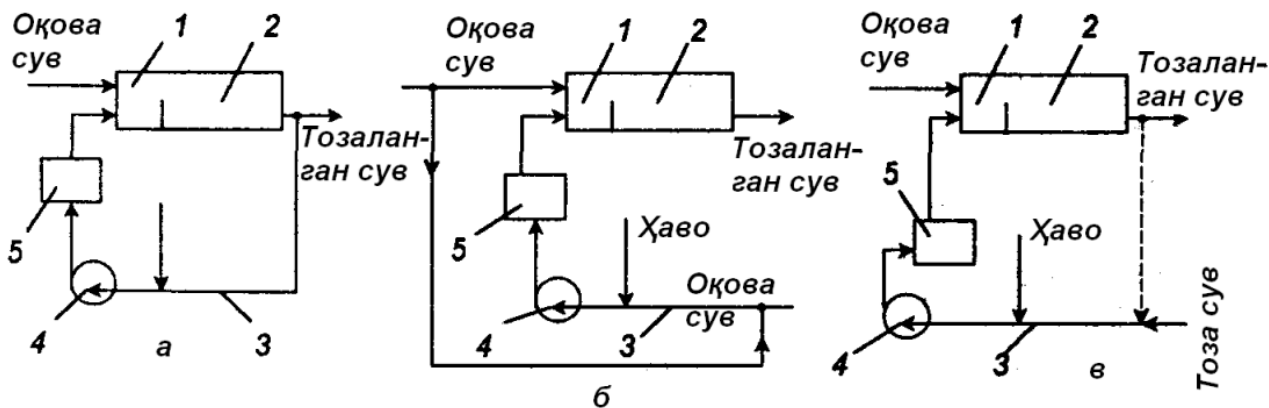 Оқова
сув
1
2
Тозалан-
ган сув
5
4
а
3
Оқова
сув
1
2
Тозалан-
ган сув
5
Ҳаво
Оқова
сув
4
3
б
Оқова
сув
1
2
Тозалан-
ган сув
5
Ҳаво
4
3
в
Тоза сув